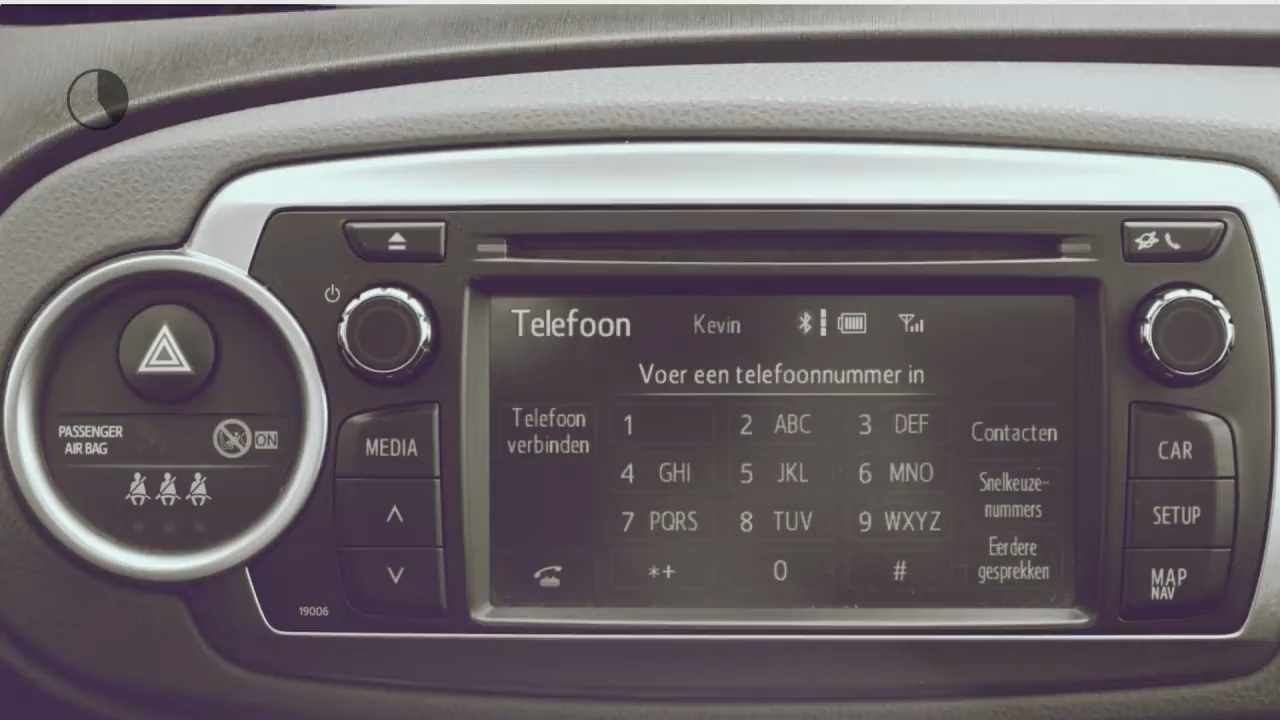 Telefoon Kevin
Voer een telefoonnummer in
Telefoon
verbinden
1 2 ABC 3 DEF
4 GHI 5 JKL 6 MNO
7 PQRS 8 TUV 9 WXYZ
*+ 0 #
Contacten
Snelkeuze-
nummers
Eerdere
gesprekken
PASSENGER
AIR BAG
ON
MEDIA
19006
CAR
SETUP
MAP
NAV